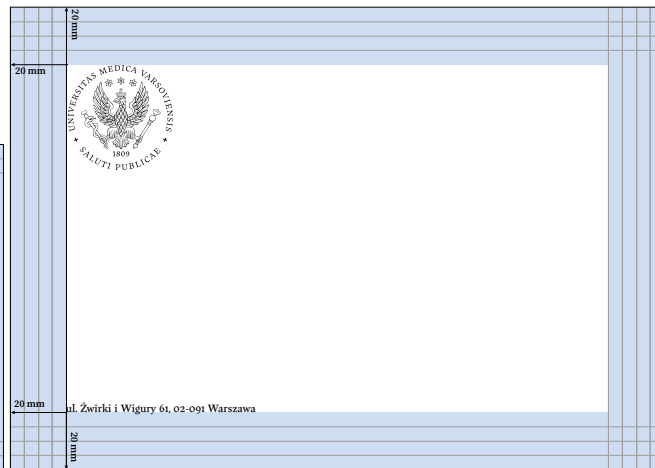 20 mm
20 mm
UNIVERSITAS MEDICA VARSOVIENSIS
1809
SALUTI PUBLICAE
20 mm
ul. Żwirki i Wigury 61, 02-091 Warszawa
20 mm